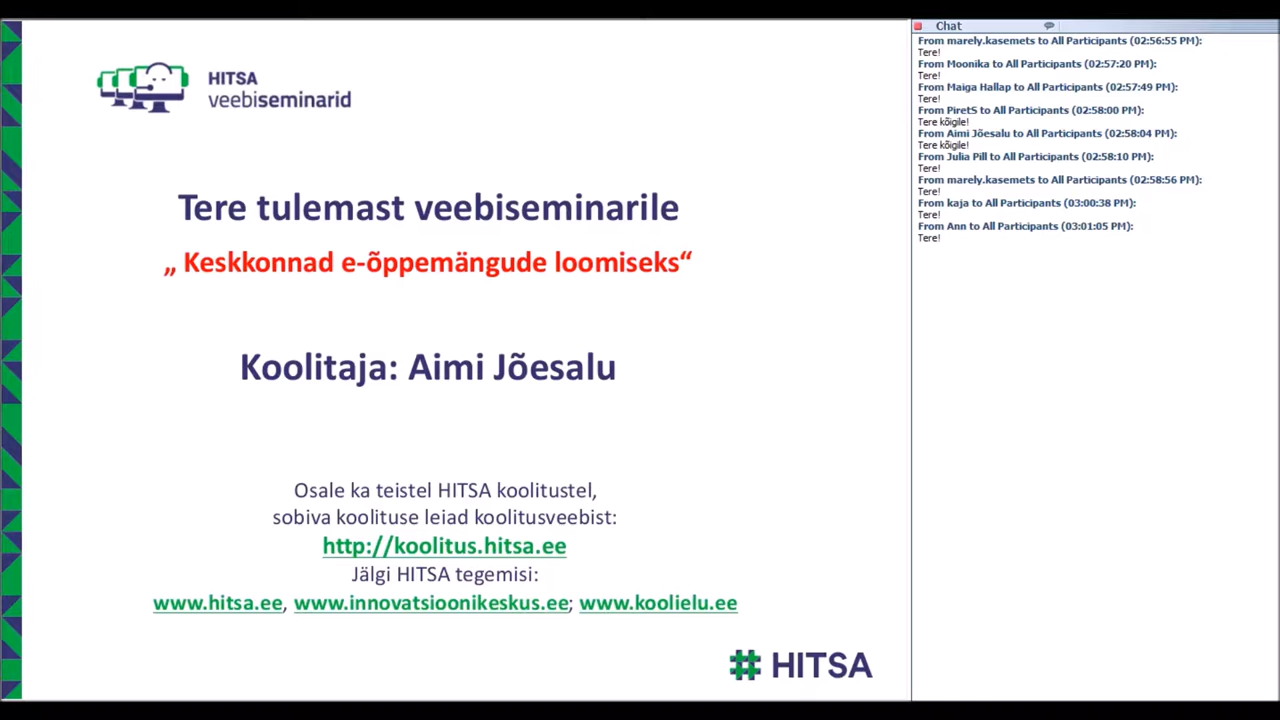 HITSA
veebiseminarid
Tere tulemast veebiseminarile
„ Keskkonnad e-õppemängude loomiseks“
Koolitaja: Aimi Jõesalu
Osale ka teistel HITSA koolitustel,
sobiva koolituse leiad koolitusveebist:
http://koolitus.hitsa.ee
Jälgi HITSA tegemisi:
www.hitsa.ee, www.innovatsioonikeskus.ee; www.koolielu.ee
HITSA
Chat
From marely.kasemets to All Participants (02:56:55 PM):
Tere!
From Moonika to All Participants (02:57:20 PM):
Tere!
From Maiga Hallap to All Participants (02:57:49 PM):
Tere!
From PiretS to All Participants (02:58:00 PM):
Tere kõigile!
From Aimi Jõesalu to All Participants (02:58:04 PM):
Tere kõigile!
From Julia Pill to All Participants (02:58:10 PM):
Tere!
From marely.kasemets to All Participants (02:58:56 PM):
Tere!
From kaja to All Participants (03:00:38 PM):
Tere!
From Ann to All Participants (03:01:05 PM):
Tere!